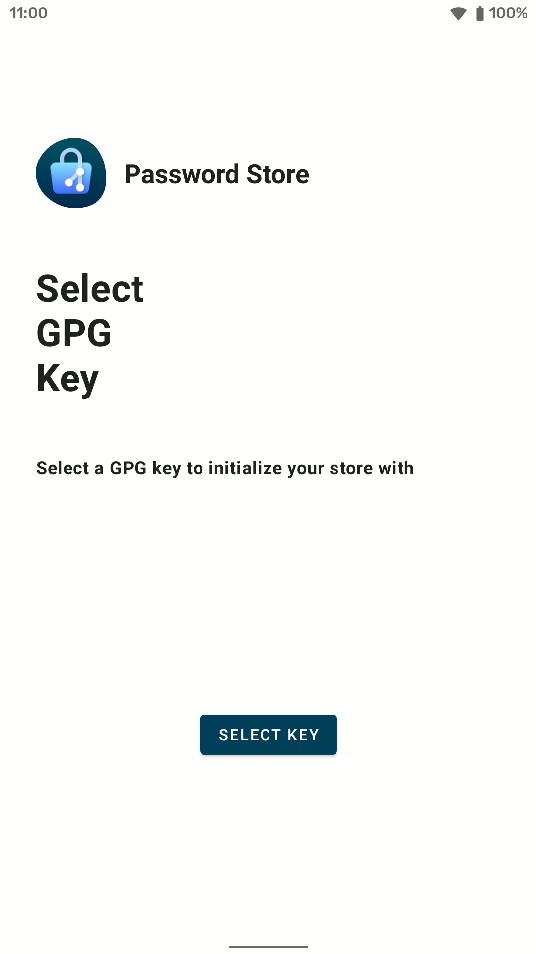 11:00
100%
Password Store
Select
GPG
Key
Select a GPG key to initialize your store with
SELECT KEY